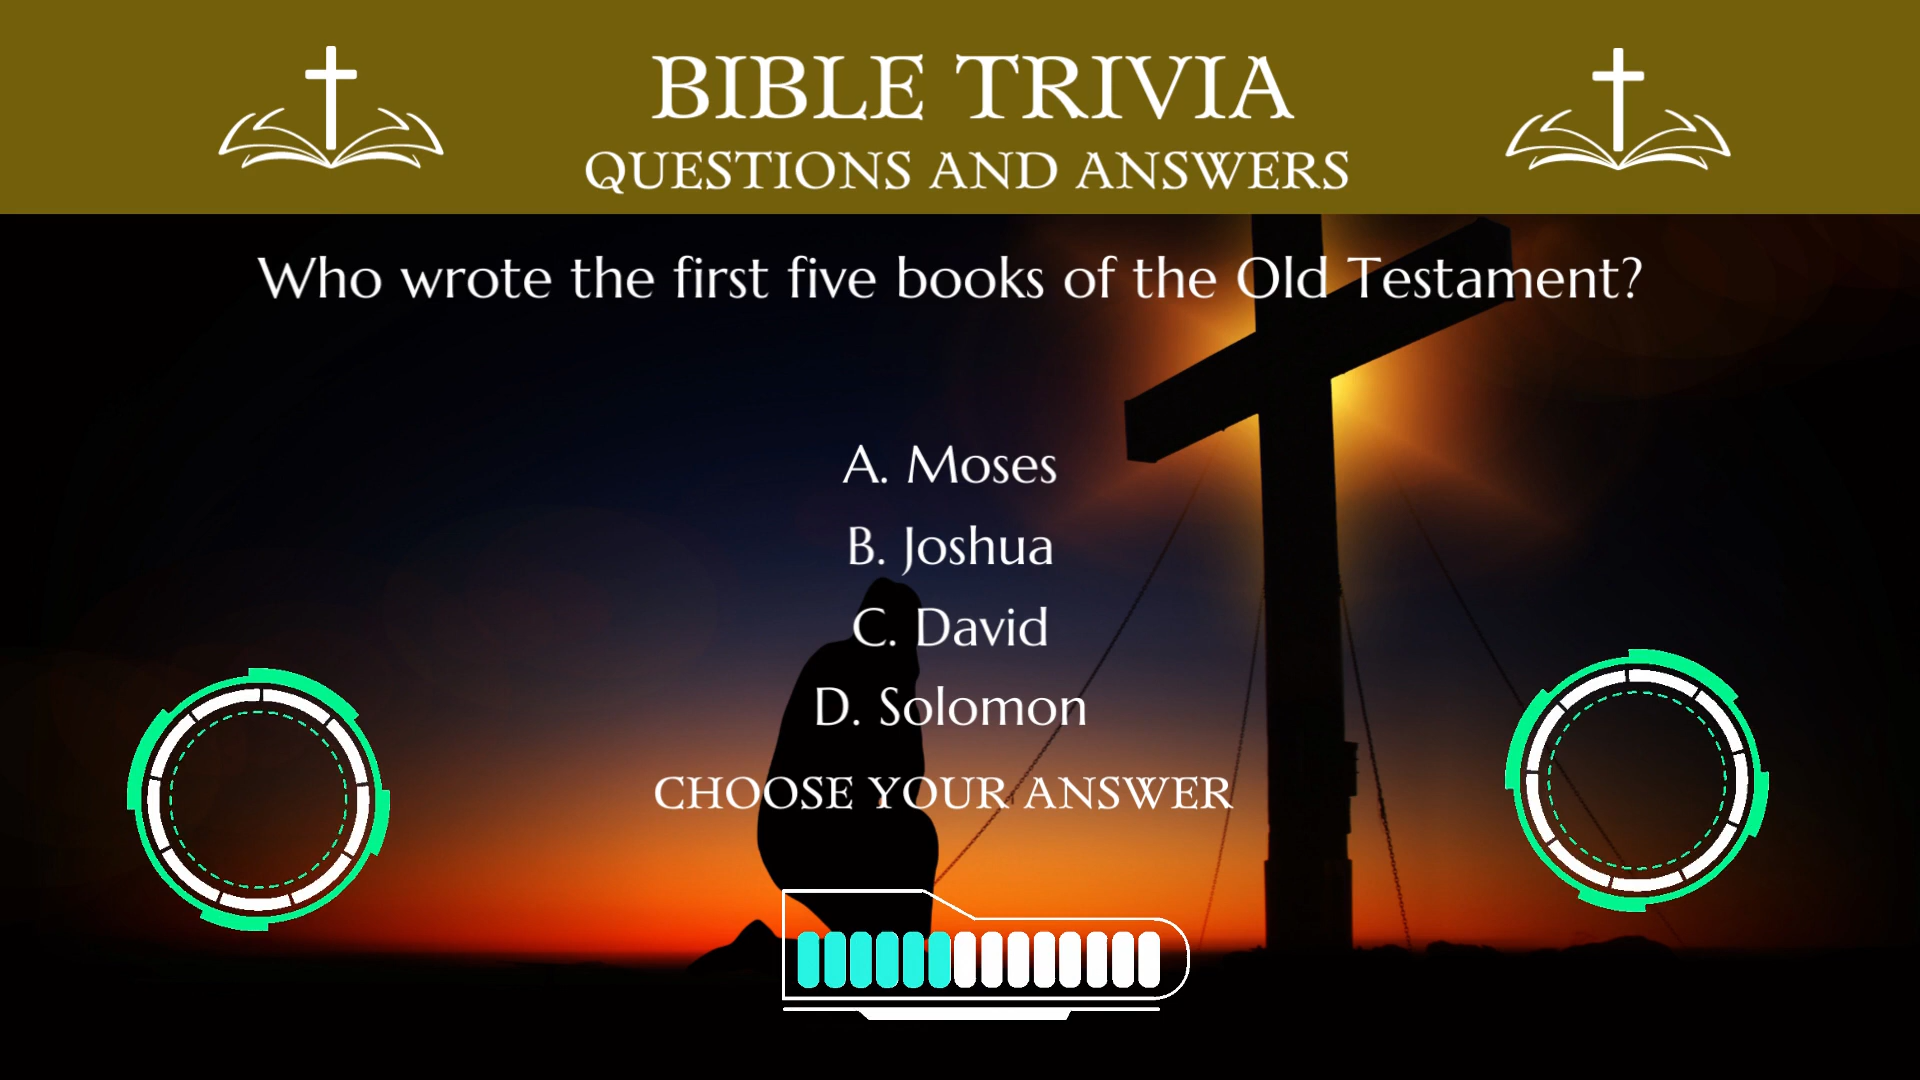 BIBLE TRIVIA
QUESTIONS AND ANSWERS
Who wrote the first five books of the Old Testament?
A. Moses
B. Joshua
C. David
D. Solomon
CHOOSE YOUR ANSWER